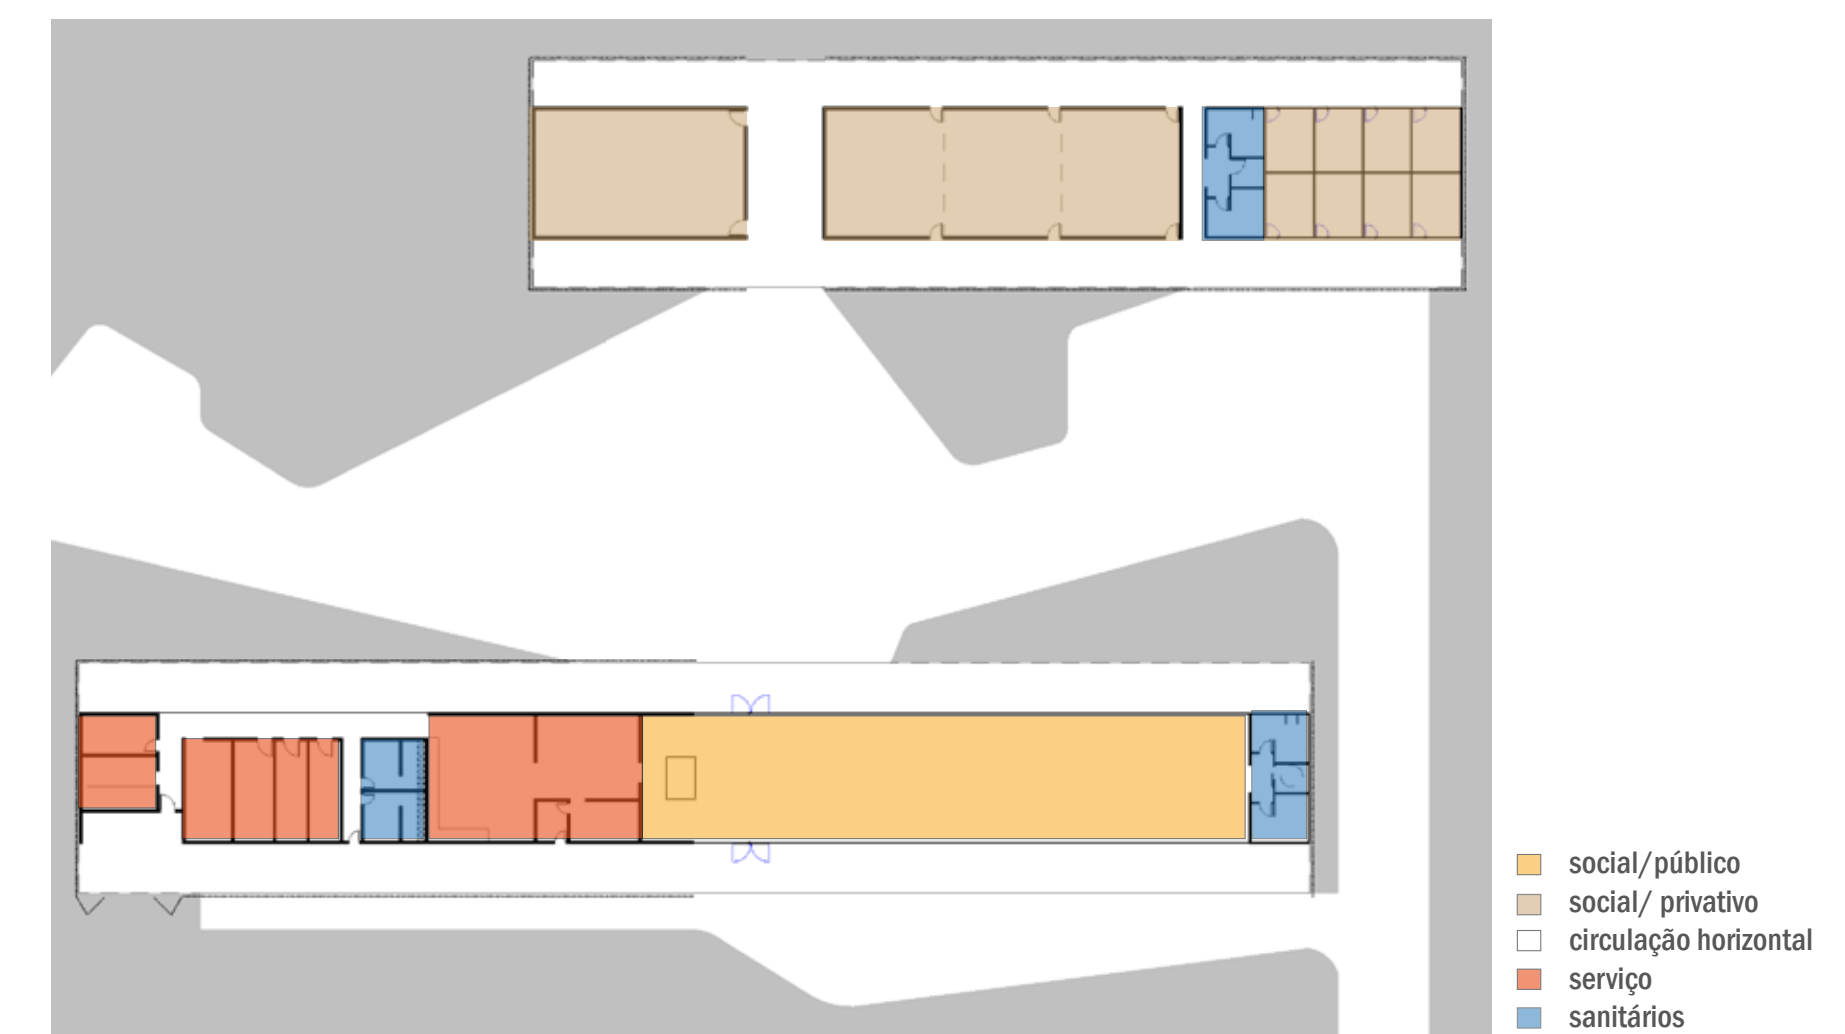 social/público
social/ privativo
circulação horizontal
serviço
sanitários